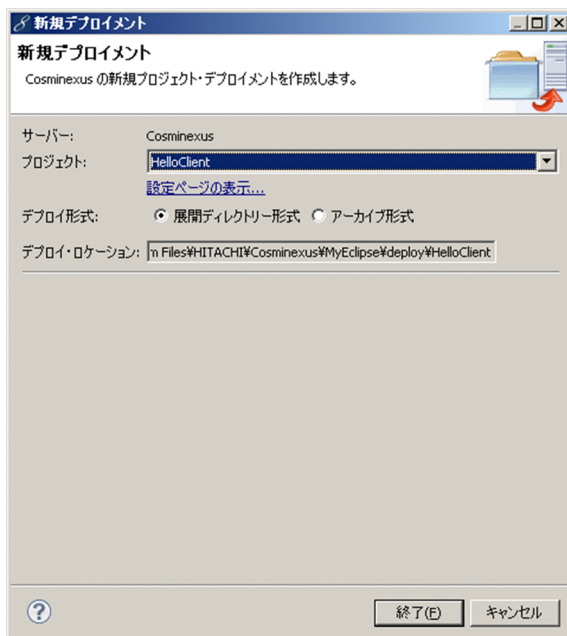 新規デプロイメント
新規デプロイメント
Cosminexus の新規プロジェクト・デプロイメントを作成します。
サーバー: Cosminexus
プロジェクト: HelloClient
設定ページの表示...
デプロイ形式: 展開ディレクトリー形式 アーカイブ形式
デプロイ・ロケーション: m Files¥HITACHI¥Cosminexus¥MyEclipse¥deploy¥HelloClient
終了(F) キャンセル